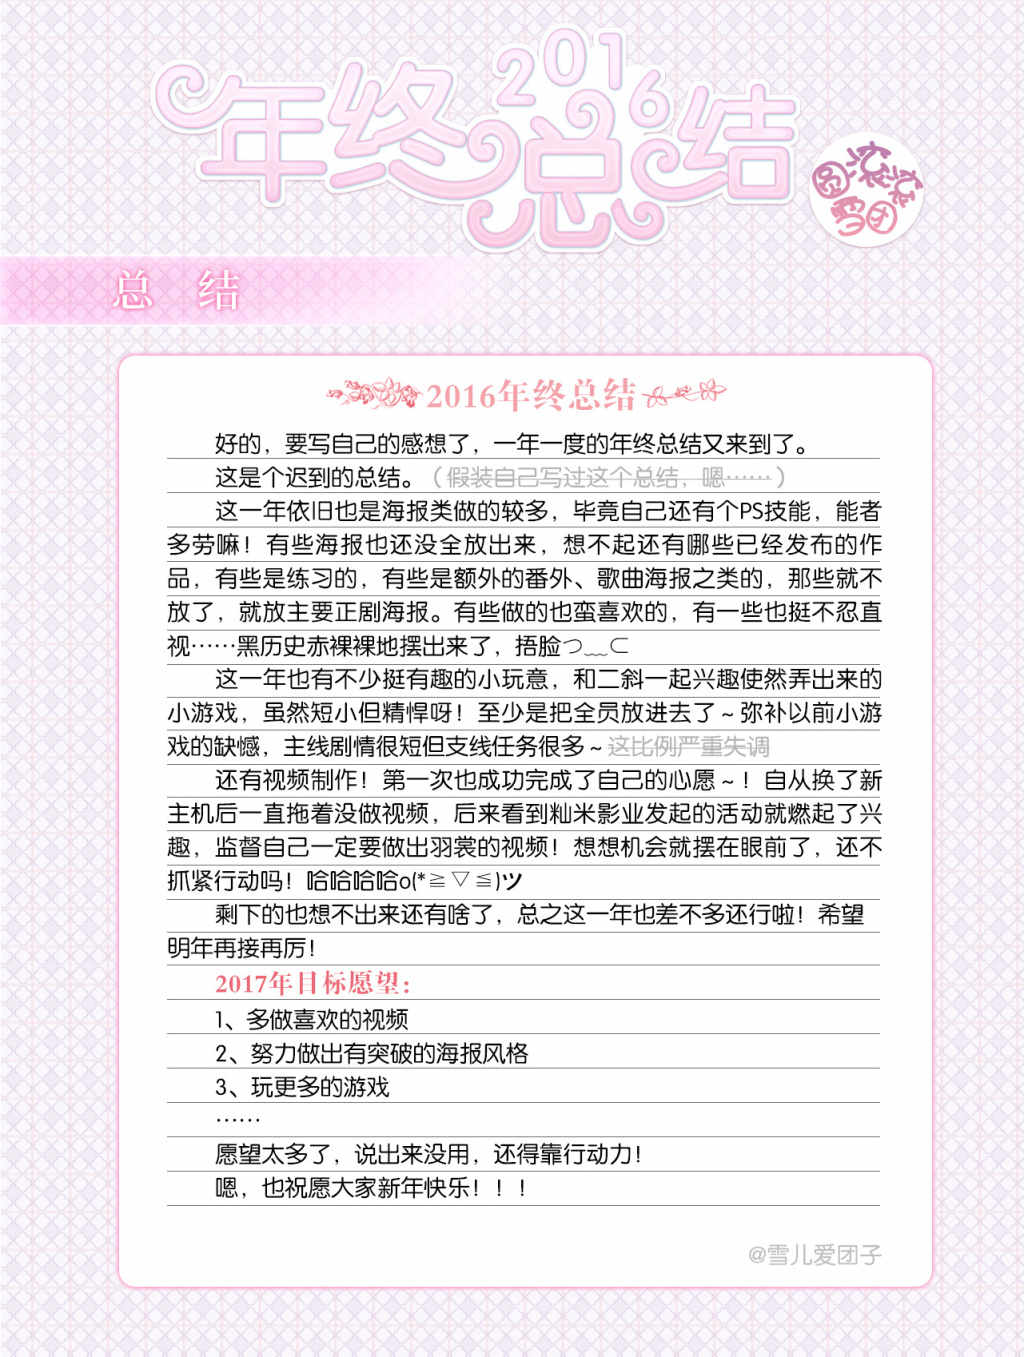 2016
年终总结
圆滚滚
雪团
总 结
2016年终总结
好的，要写自己的感想了，一年一度的年终总结又来到了。
这是个迟到的总结。（假装自己写过这个总结，嗯……）
这一年依旧也是海报类做的较多，毕竟自己还有个PS技能，能者
多劳嘛！有些海报也还没全放出来，想不起还有哪些已经发布的作
品，有些是练习的，有些是额外的番外、歌曲海报之类的，那些就不
放了，就放主要正剧海报。有些做的也蛮喜欢的，有一些也挺不忍直
视……黑历史赤裸裸地摆出来了，捂脸つ﹏⊂
这一年也有不少挺有趣的小玩意，和二斜一起兴趣使然弄出来的
小游戏，虽然短小但精悍呀！至少是把全员放进去了～弥补以前小游
戏的缺憾，主线剧情很短但支线任务很多～这比例严重失调
还有视频制作！第一次也成功完成了自己的心愿～！自从换了新
主机后一直拖着没做视频，后来看到籼米影业发起的活动就燃起了兴
趣，监督自己一定要做出羽裳的视频！想想机会就摆在眼前了，还不
抓紧行动吗！哈哈哈哈o(*≧▽≦)ツ
剩下的也想不出来还有啥了，总之这一年也差不多还行啦！希望
明年再接再厉！
2017年目标愿望：
1、多做喜欢的视频
2、努力做出有突破的海报风格
3、玩更多的游戏
……
愿望太多了，说出来没用，还得靠行动力！
嗯，也祝愿大家新年快乐！！！
@雪儿爱团子